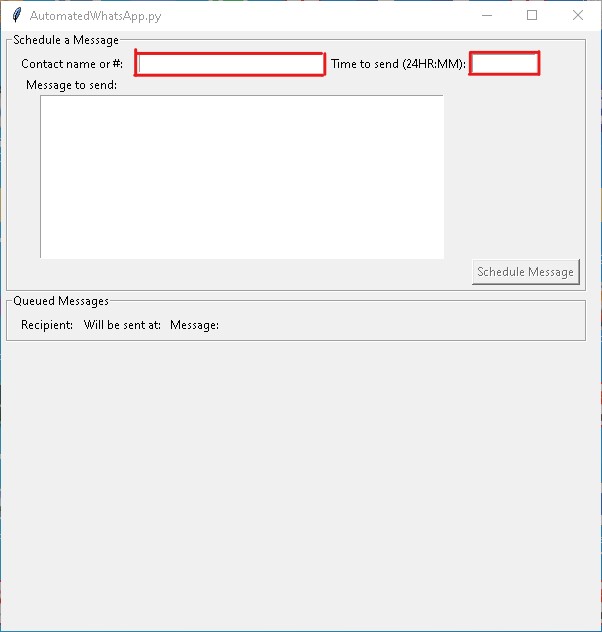 AutomatedWhatsApp.py
Schedule a Message
Contact name or #: Time to send (24HR:MM):
Message to send:
Schedule Message
Queued Messages
Recipient: Will be sent at: Message: